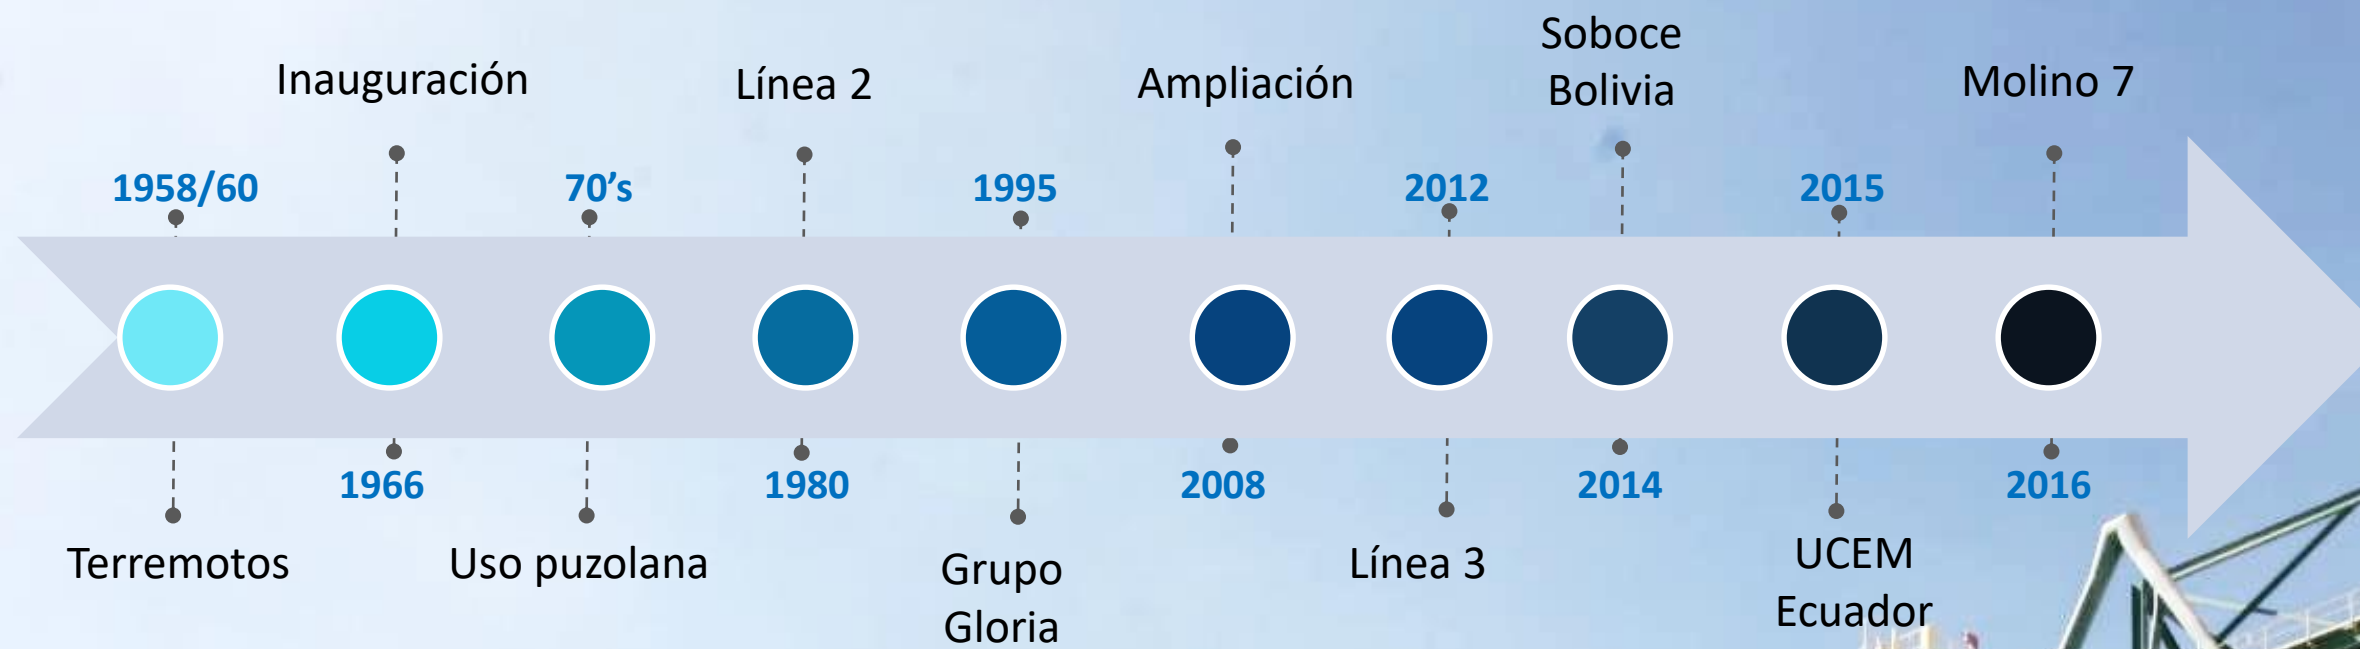 1958/60
Terremotos
Inauguración
1966
70’s
Uso puzolana
Línea 2
1980
1995
Grupo
Gloria
Ampliación
2008
2012
Línea 3
Soboce
Bolivia
2014
2015
UCEM
Ecuador
Molino 7
2016